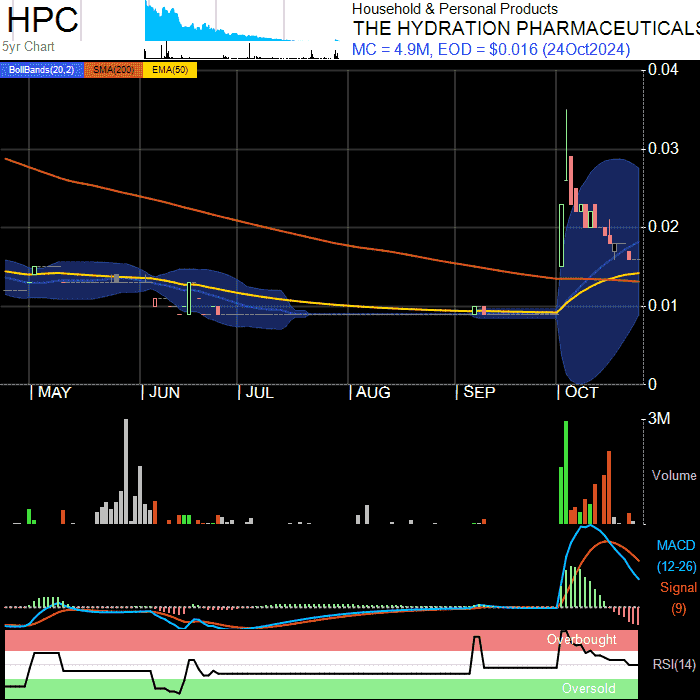 HPC
5yr Chart
Household & Personal Products
THE HYDRATION PHARMACEUTICALS
MC = 4.9M, EOD = $0.016 (24Oct2024)
BollBands(20,2) SMA(200) EMA(50)
0.04
0.03
0.02
0.01
0
MAY JUN JUL AUG SEP OCT
3M
Volume
MACD
(12-26)
Signal
(9)
Overbought
RSI(14)
Oversold